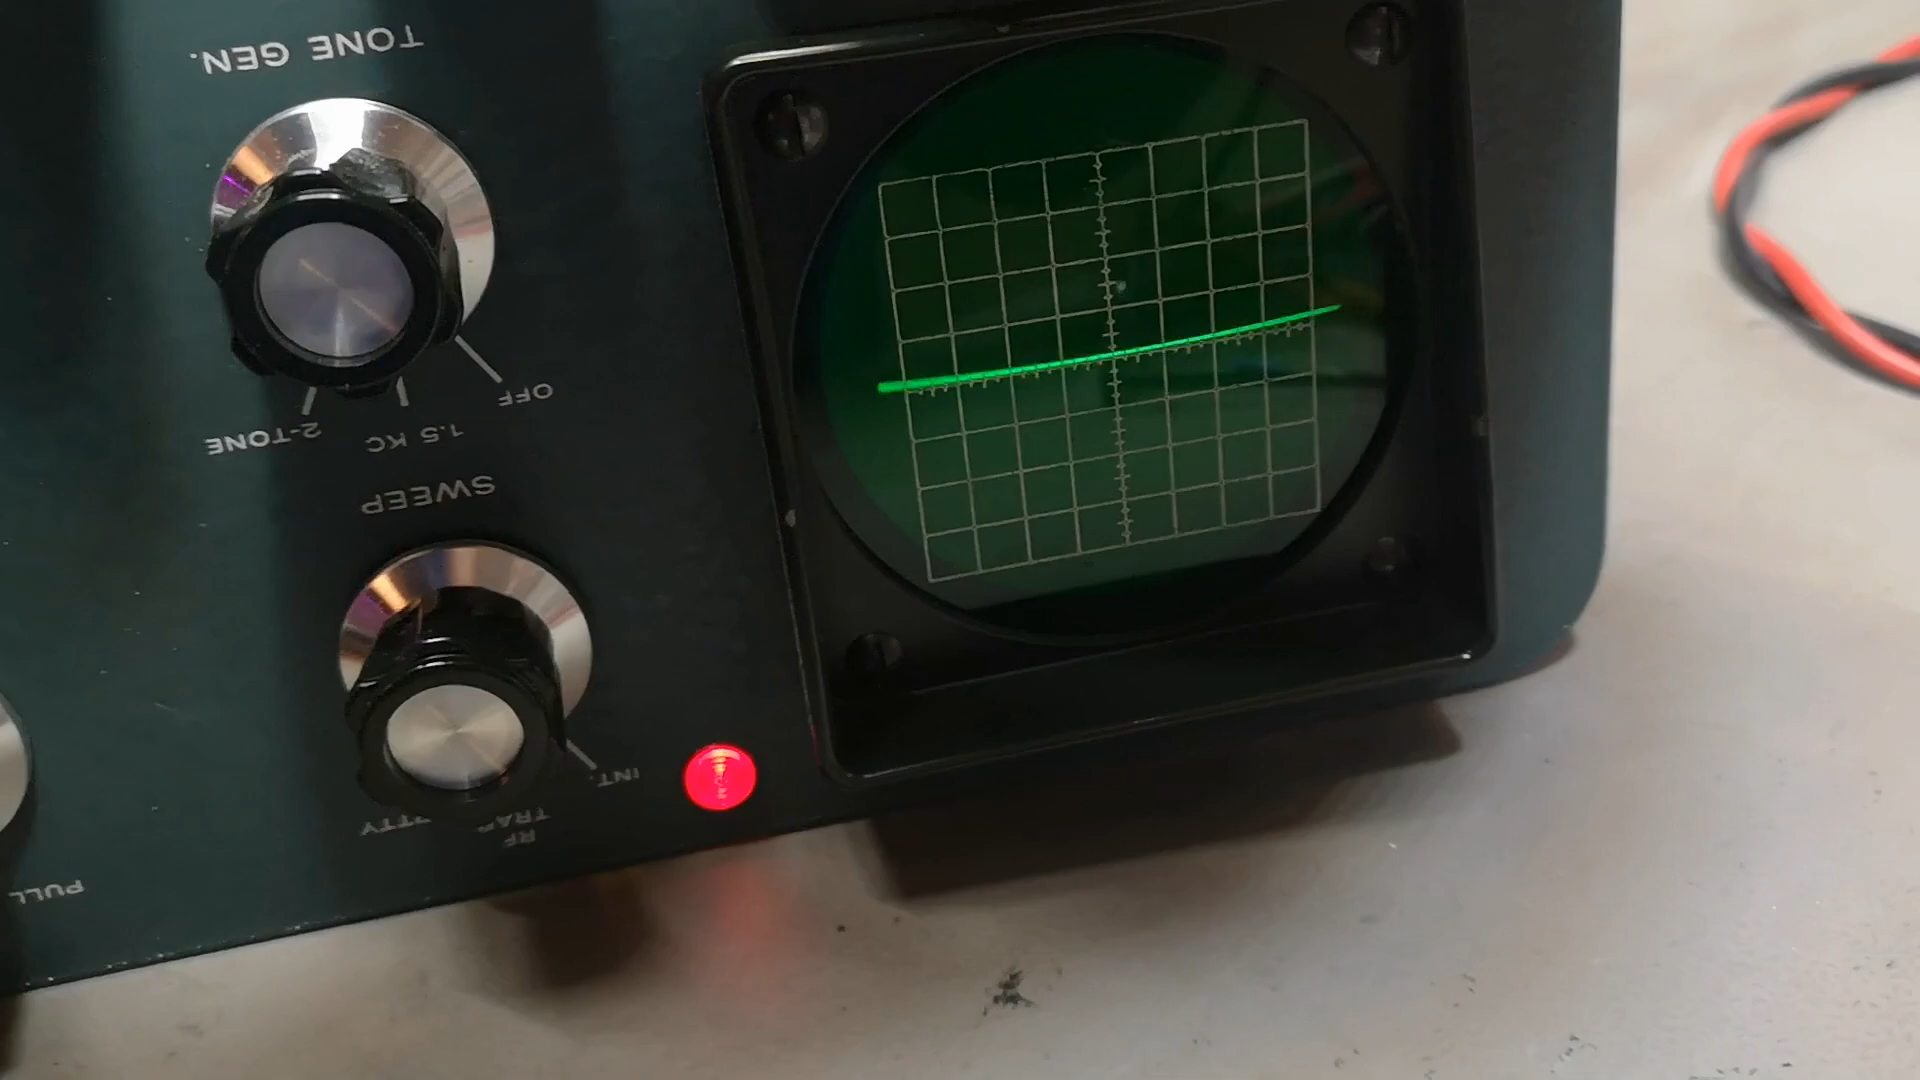 RF
INT.
PULL
SWEEP
OFF 1.5 KC 2-TONE
TONE GEN.